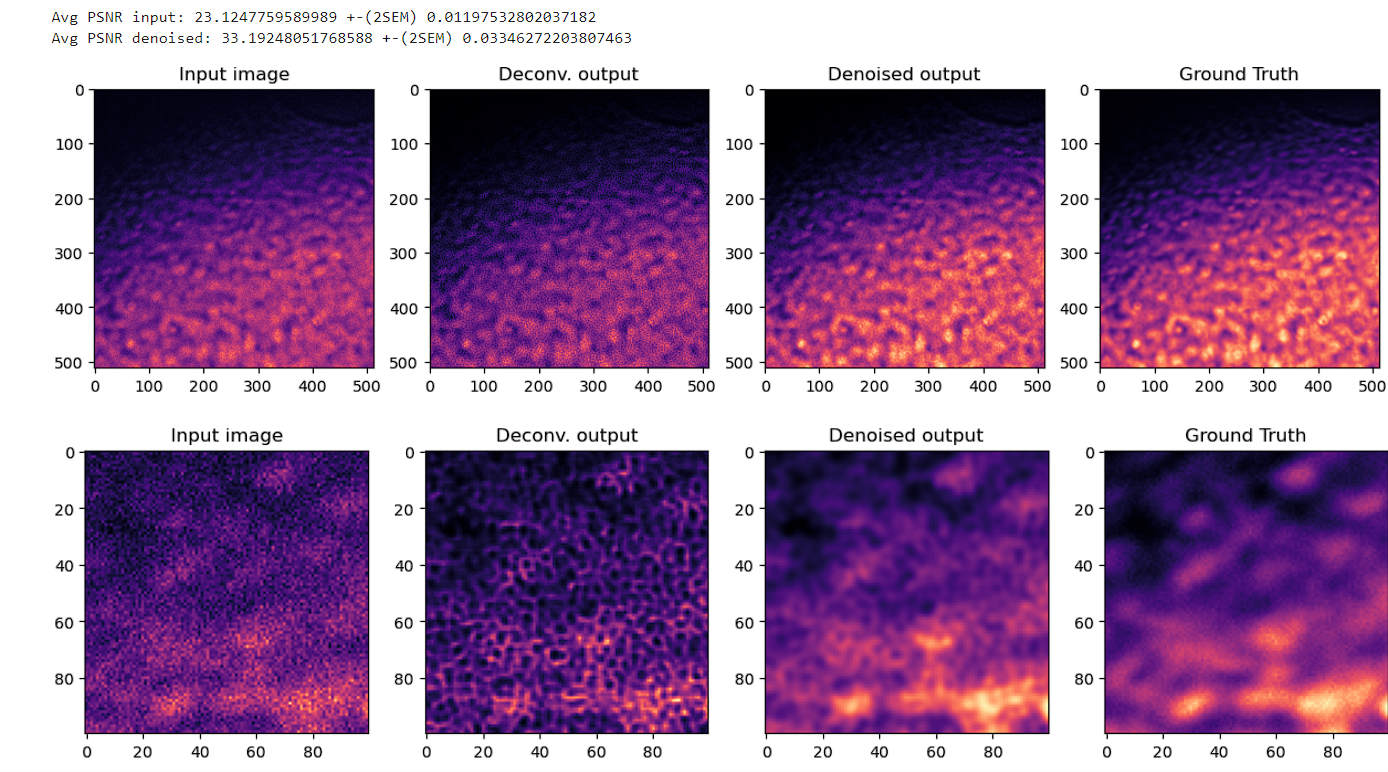 Avg PSNR input: 23.1247759589989 +-(2SEM) 0.01197532802037182
Avg PSNR denoised: 33.19248051768588 +-(2SEM) 0.03346272203807463
Input image Deconv. output Denoised output Ground Truth
0 0 0 0
100 100 100 100
200 200 200 200
300 300 300 300
400 400 400 400
500 500 500 500
0 100 200 300 400 500 0 100 200 300 400 500 0 100 200 300 400 500 0 100 200 300 400 500
Input image Deconv. output Denoised output Ground Truth
0 0 0 0
20 20 20 20
40 40 40 40
60 60 60 60
80 80 80 80
0 20 40 60 80 0 20 40 60 80 0 20 40 60 80 0 20 40 60 80